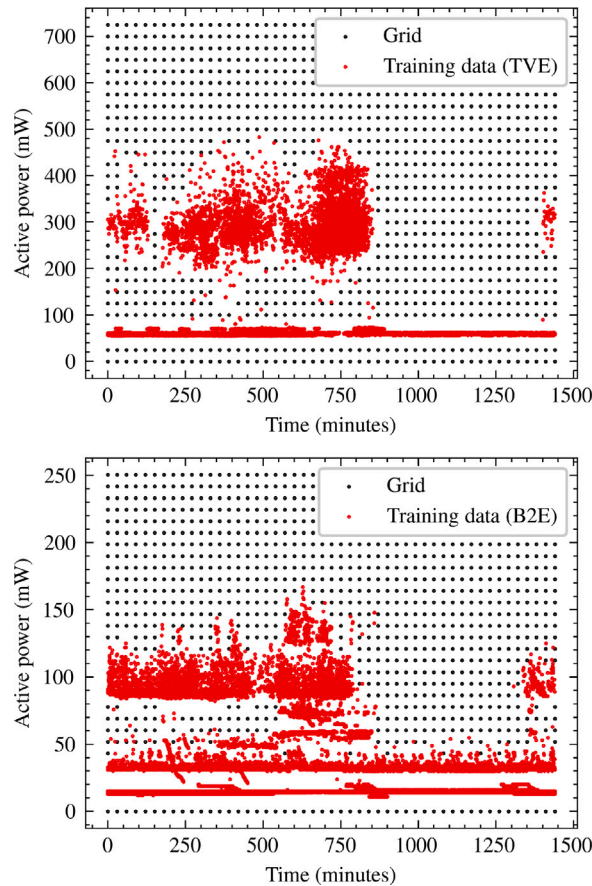 700
600
500
400
300
200
100
0
Active power (mW)
Grid
Training data (TVE)
0 250 500 750 1000 1250 1500
Time (minutes)
250
200
150
100
50
0
Active power (mW)
Grid
Training data (B2E)
0 250 500 750 1000 1250 1500
Time (minutes)